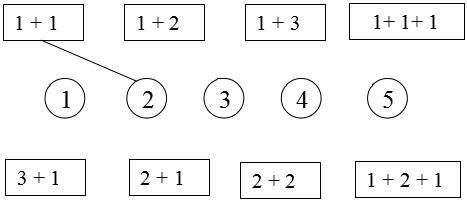 1 + 1 1 + 2 1 + 3 1+ 1+ 1
1 2 3 4 5
3 + 1 2 + 1 2 + 2 1 + 2 + 1